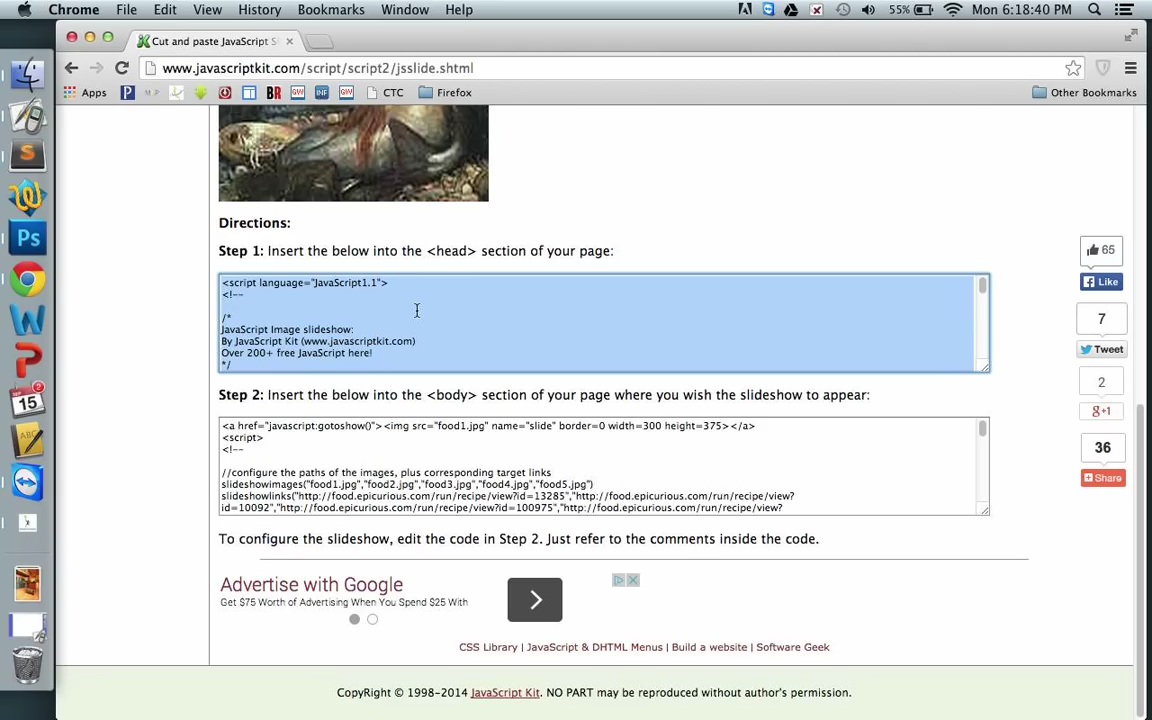 Chrome File Edit View History Bookmarks Window Help 55% Mon 6:18:40 PM
Cut and paste JavaScript S
www.javascriptkit.com/script/script2/jsslide.shtml
Apps P BR GW INF GW CTC Firefox Other Bookmarks
Directions:
Step 1: Insert the below into the <head> section of your page:
<script language="JavaScript1.1">
<!--
/*
JavaScript Image slideshow:
By JavaScript Kit (www.javascriptkit.com)
Over 200+ free JavaScript here!
*/
Step 2: Insert the below into the <body> section of your page where you wish the slideshow to appear:
<a href="javascript:gotoshow()"><img src="food1.jpg" name="slide" border=0 width=300 height=375></a>
<script>
<!--
//configure the paths of the images, plus corresponding target links
slideshowimages("food1.jpg","food2.jpg","food3.jpg","food4.jpg","food5.jpg")
slideshowlinks("http://food.epicurious.com/run/recipe/view?id=13285","http://food.epicurious.com/run/recipe/view?
id=10092","http://food.epicurious.com/run/recipe/view?id=100975","http://food.epicurious.com/run/recipe/view?
To configure the slideshow, edit the code in Step 2. Just refer to the comments inside the code.
Advertise with Google
Get $75 Worth of Advertising When You Spend $25 With
CSS Library | JavaScript & DHTML Menus | Build a website | Software Geek
CopyRight © 1998-2014 JavaScript Kit. NO PART may be reproduced without author's permission.
65
Like
7
Tweet
2
g+1
36
Share
S
Ps
W
2
JUL
15